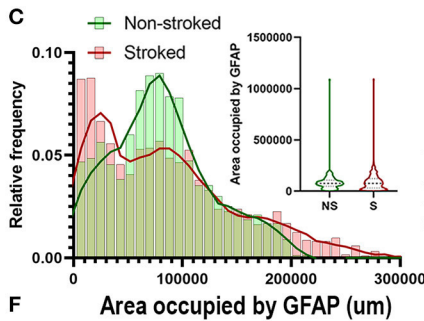 C
Non-stroked
Stroked
Relative frequency
0.10
0.05
0.00
0
100000
200000
300000
Area occupied by GFAP
1500000
1000000
500000
0
NS
S
F
Area occupied by GFAP (um)